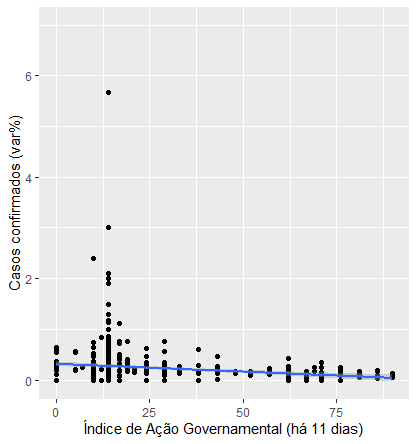 6
4
2
0
Casos confirmados (var%)
0 25 50 75
Índice de Ação Governamental (há 11 dias)